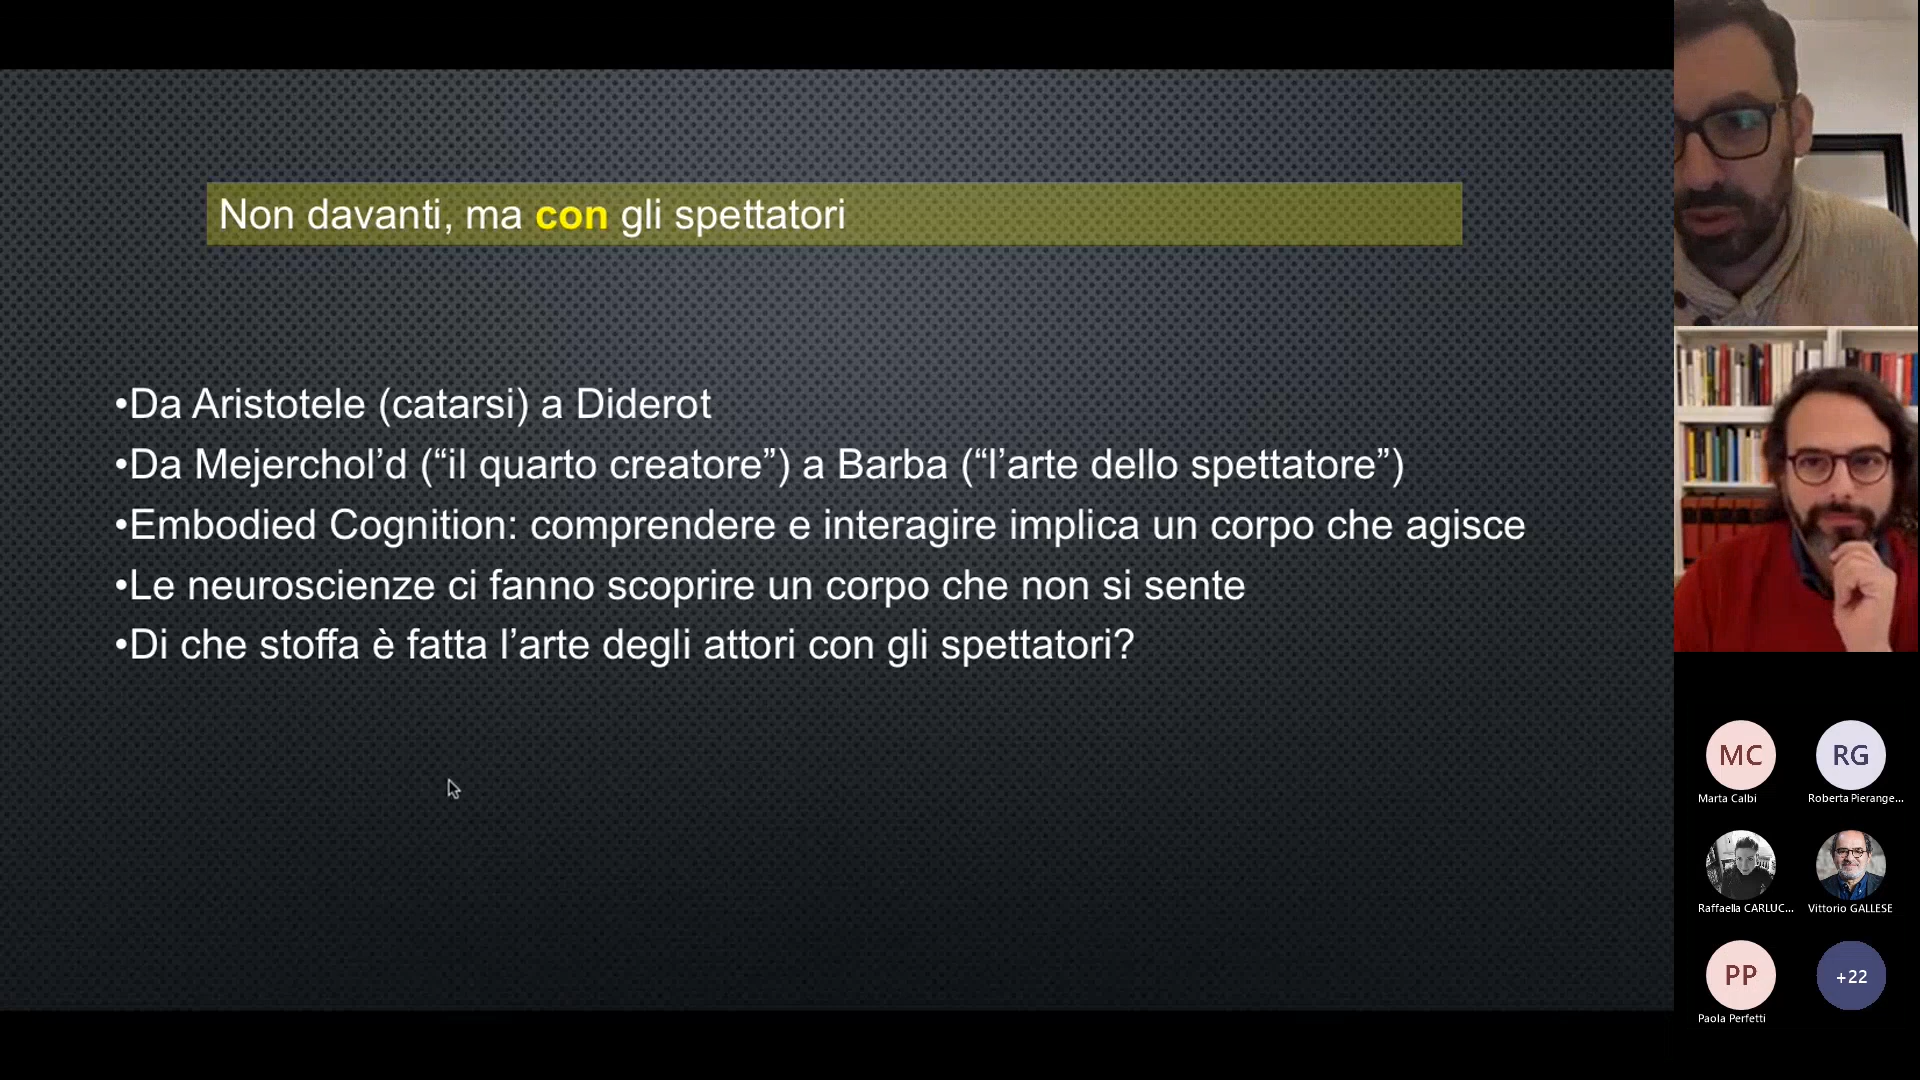 Non davanti, ma con gli spettatori
•Da Aristotele (catarsi) a Diderot
•Da Mejerchol’d (“il quarto creatore”) a Barba (“l’arte dello spettatore”)
•Embodied Cognition: comprendere e interagire implica un corpo che agisce
•Le neuroscienze ci fanno scoprire un corpo che non si sente
•Di che stoffa è fatta l’arte degli attori con gli spettatori?
MC
RG
Marta Calbi
Roberta Pierange...
Raffaella CARLUC...
Vittorio GALLESE
PP
+22
Paola Perfetti